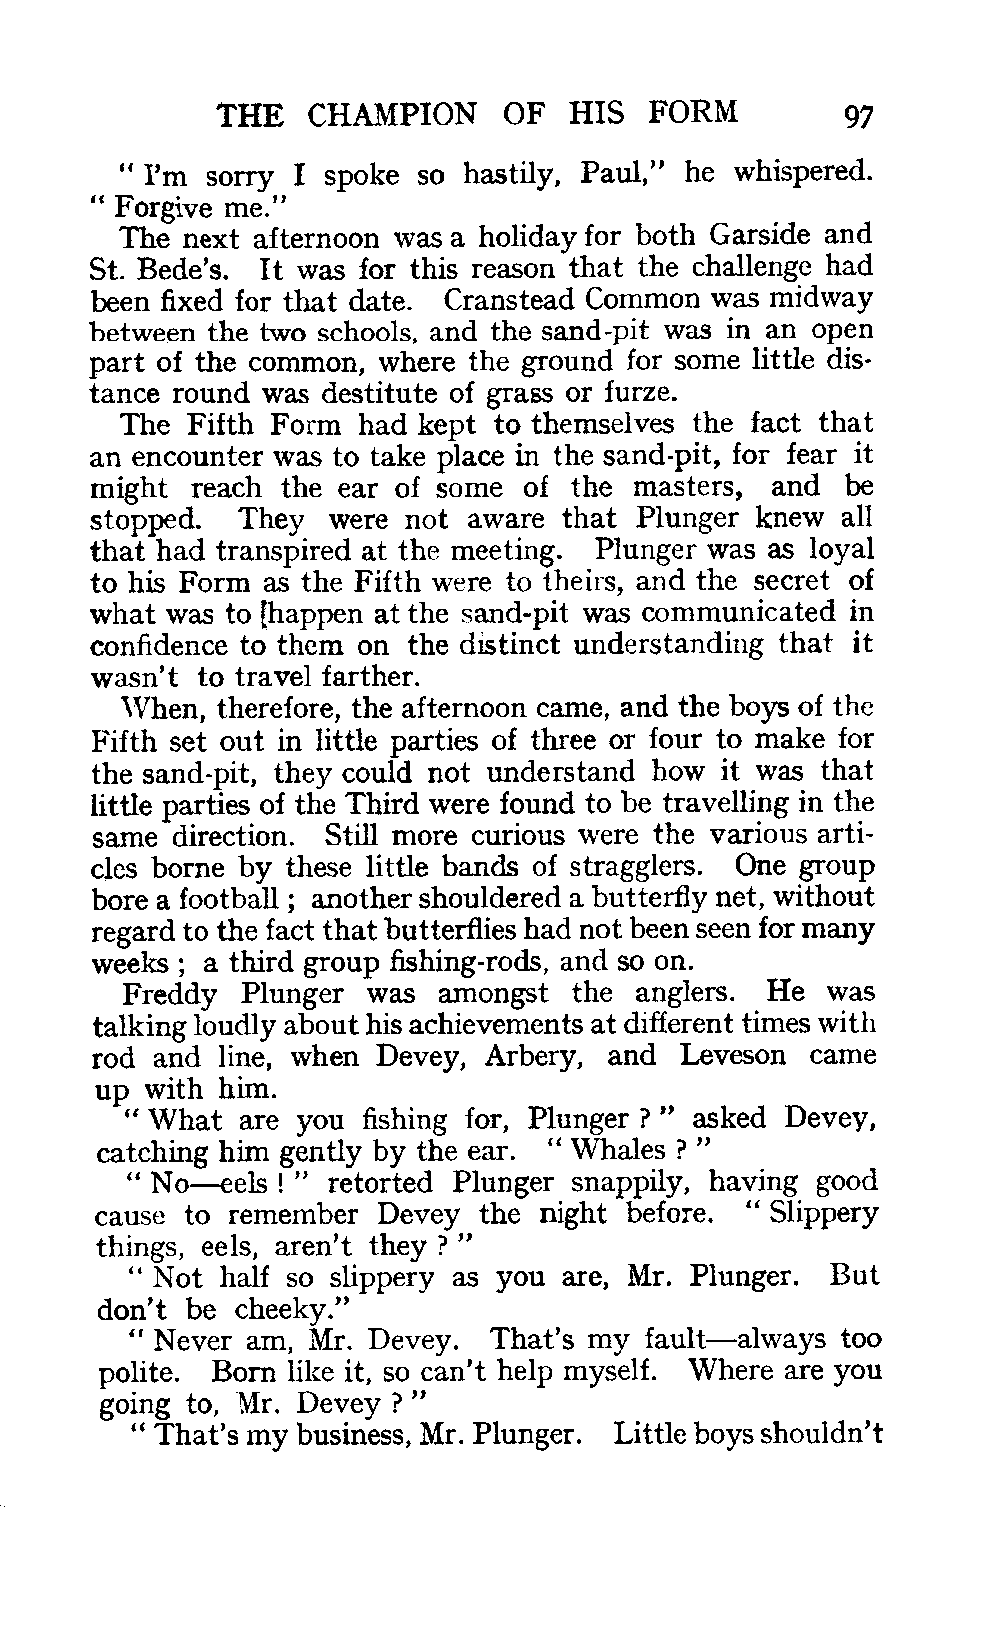 THE CHAMPION OF HIS FORM 97
" I'm sorry I spoke so hastily, Paul," he whispered.
" Forgive me."
The next afternoon was a holiday for both Garside and
St. Bede's. It was for this reason that the challenge had
been fixed for that date. Cranstead Common was midway
between the two schools, and the sand-pit was in an open
part of the common, where the ground for some little dis-
tance round was destitute of grass or furze.
The Fifth Form had kept to themselves the fact that
an encounter was to take place in the sand-pit, for fear it
might reach the ear of some of the masters, and be
stopped. They were not aware that Plunger knew all
that had transpired at the meeting. Plunger was as loyal
to his Form as the Fifth were to theirs, and the secret of
what was to [happen at the sand-pit was communicated in
confidence to them on the distinct understanding that it
wasn't to travel farther.
When, therefore, the afternoon came, and the boys of the
Fifth set out in little parties of three or four to make for
the sand-pit, they could not understand how it was that
little parties of the Third were found to be travelling in the
same direction. Still more curious were the various arti-
cles borne by these little bands of stragglers. One group
bore a football ; another shouldered a butterfly net, without
regard to the fact that butterflies had not been seen for many
weeks ; a third group fishing-rods, and so on.
Freddy Plunger was amongst the anglers. He was
talking loudly about his achievements at different times with
rod and line, when Devey, Arbery, and Leveson came
up with him.
" What are you fishing for, Plunger ? " asked Devey,
catching him gently by the ear. " Whales ? "
" No—eels ! " retorted Plunger snappily, having good
cause to remember Devey the night before. " Slippery
things, eels, aren't they ? "
" Not half so slippery as you are, Mr. Plunger. But
don't be cheeky."
" Never am, Mr. Devey. That's my fault—always too
polite. Born like it, so can't help myself. Where are you
going to, Mr. Devey ? "
" That's my business, Mr. Plunger. Little boys shouldn't